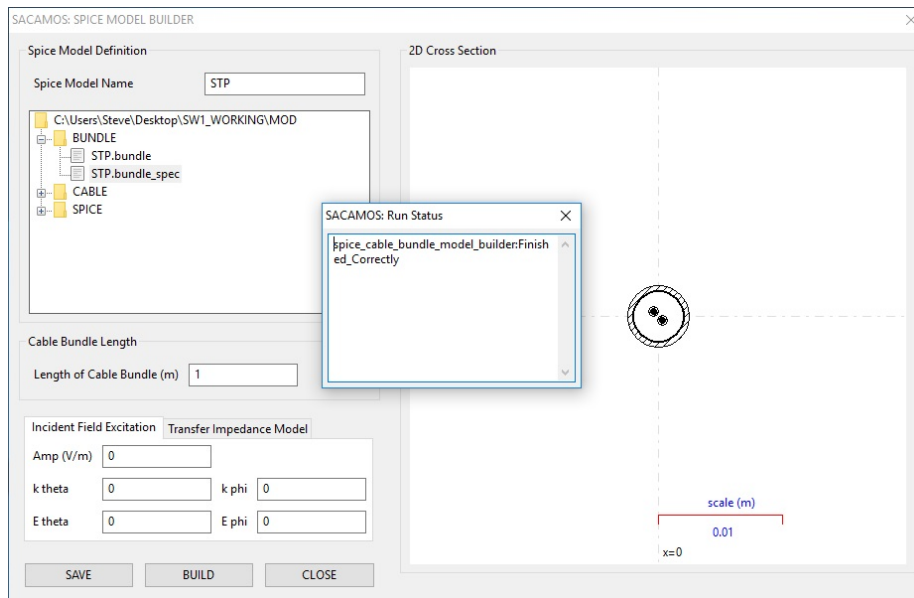 SACAMOS: SPICE MODEL BUILDER
Spice Model Definition
Spice Model Name
STP
C:\Users\Steve\Desktop\SW1_WORKING\MOD
BUNDLE
STP.bundle
STP.bundle_spec
CABLE
SPICE
Cable Bundle Length
Length of Cable Bundle (m)
1
Incident Field Excitation
Transfer Impedance Model
Amp (V/m)
0
k theta
0
k phi
0
E theta
0
E phi
0
SAVE
BUILD
CLOSE
2D Cross Section
SACAMOS: Run Status
spice_cable_bundle_model_builder:Finish
ed_Correctly
scale (m)
0.01
x=0